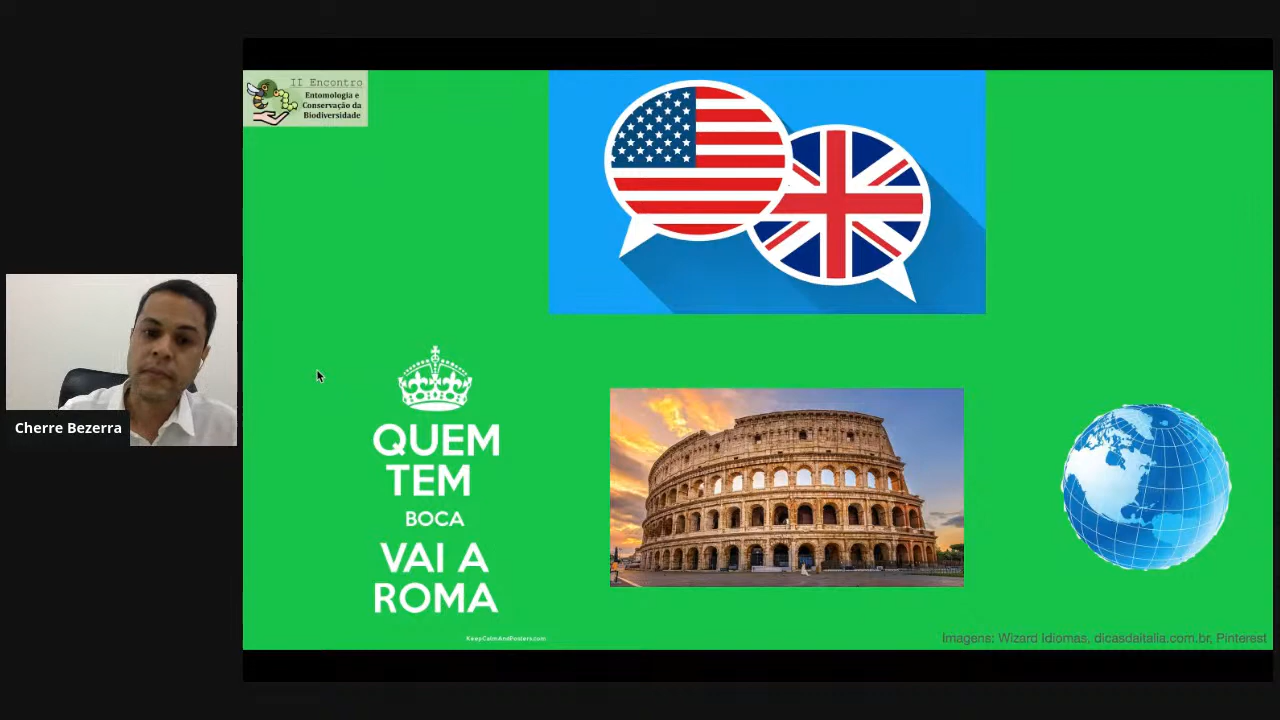 II Encontro
Entomologia e
Conservação da
Biodiversidade
Cherre Bezerra
QUEM
TEM
BOCA
VAI A
ROMA
KeepCalmAndPosters.com
Imagens: Wizard Idiomas, dicasdaitalia.com.br, Pinterest